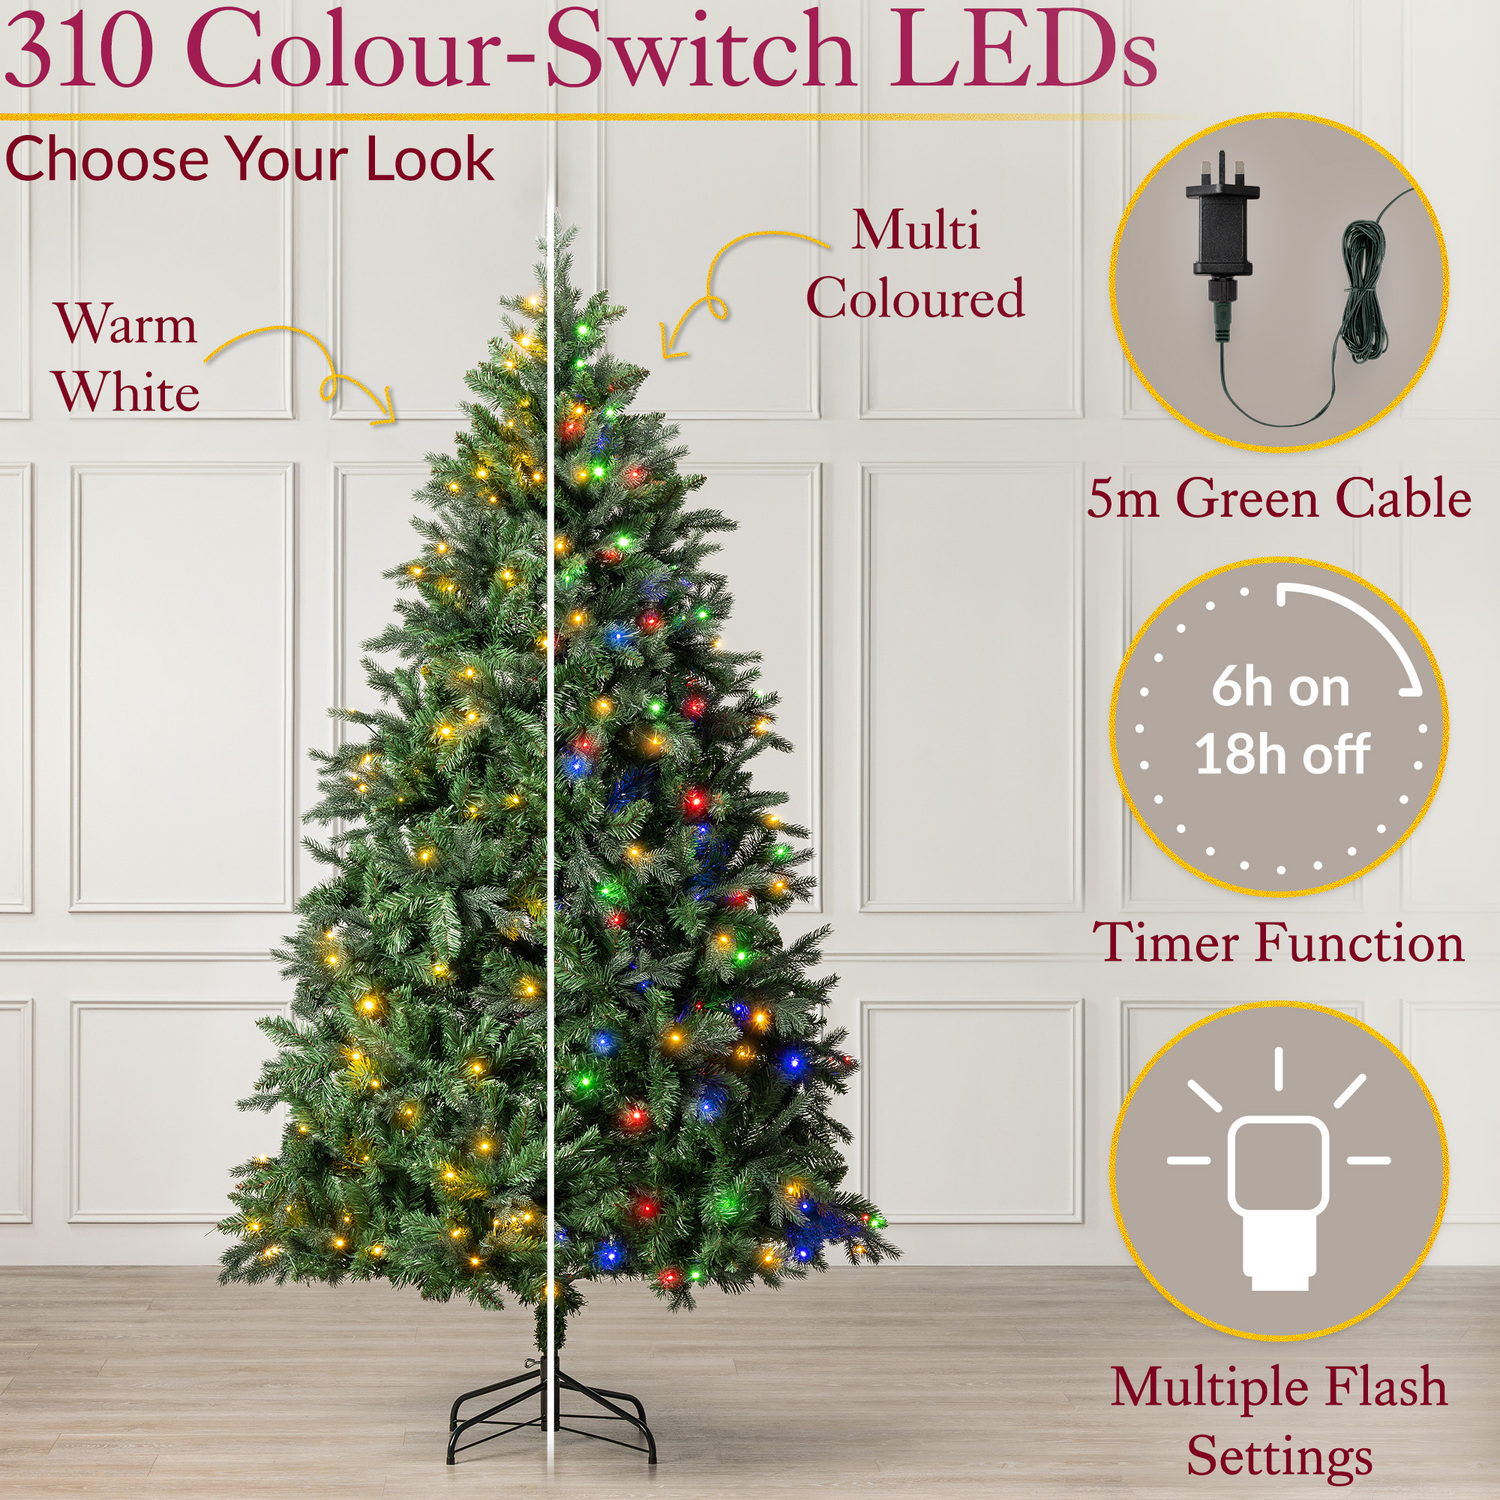 310 Colour-Switch LEDs
Choose Your Look
Warm
White
Multi
Coloured
5m Green Cable
6h on
18h off
Timer Function
Multiple Flash
Settings